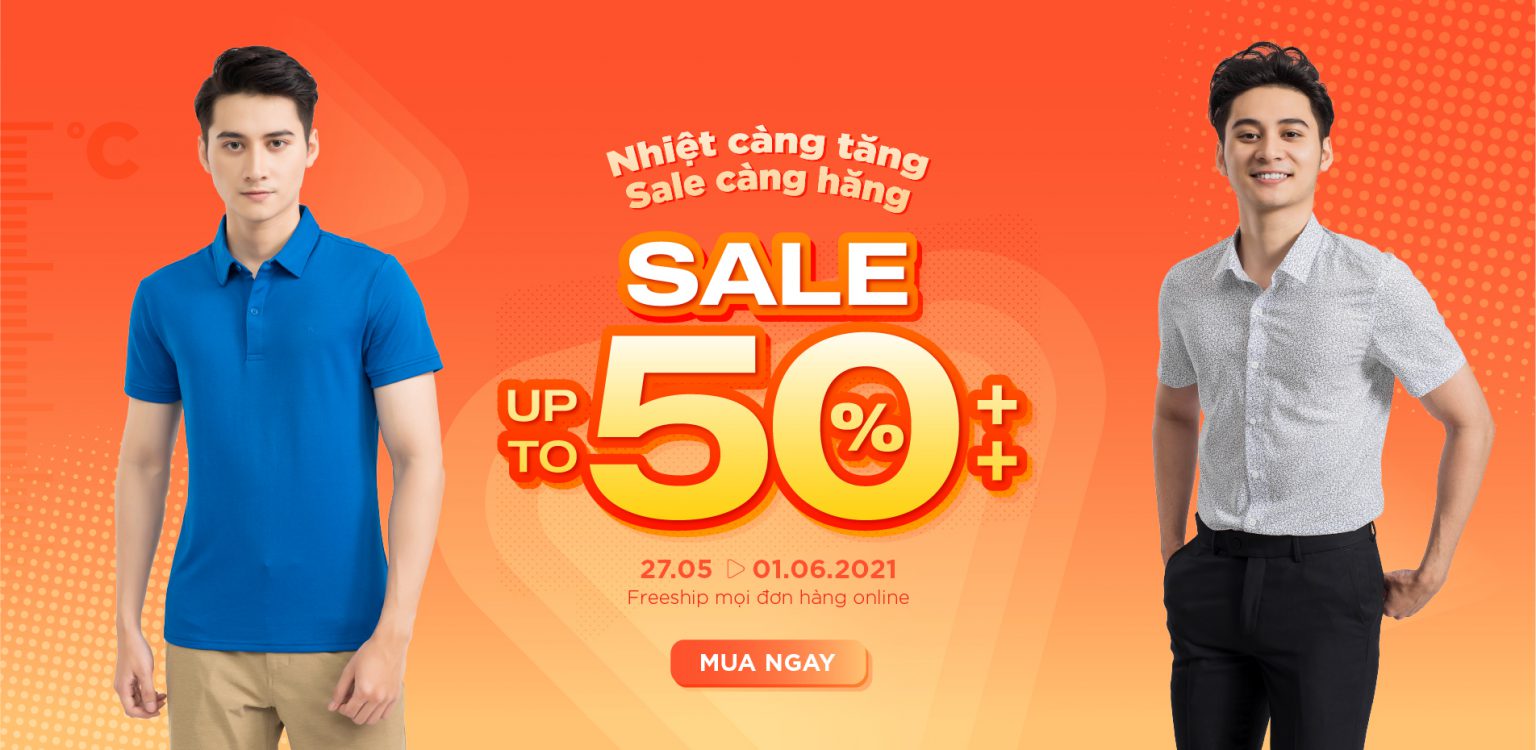 °C
Nhiệt càng tăng
Sale càng hăng
SALE
UP TO 50%++
27.05 ▷ 01.06.2021
Freeship mọi đơn hàng online
MUA NGAY